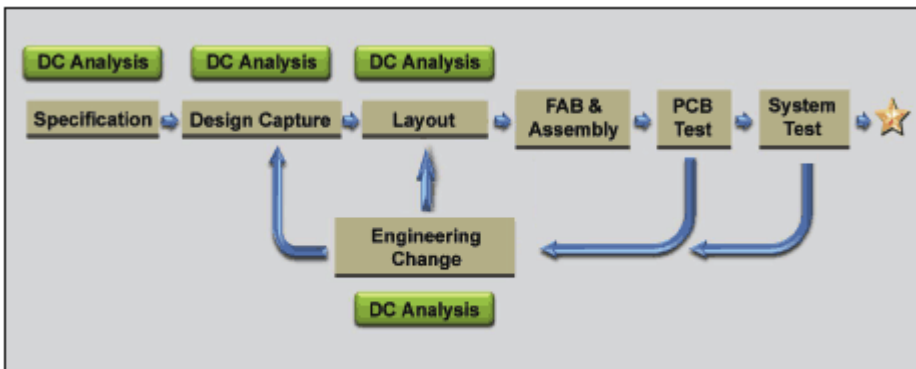 DC Analysis
DC Analysis
DC Analysis
Specification
Design Capture
Layout
FAB &
Assembly
PCB
Test
System
Test
Engineering
Change
DC Analysis